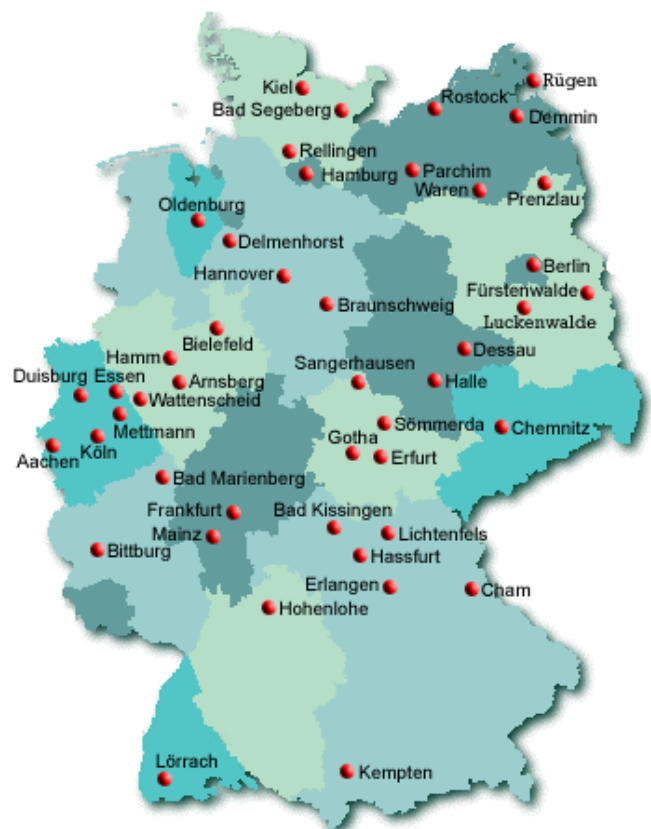 Kiel
Rügen
Bad Segeberg
Rostock
Demmin
Rellingen
Hamburg
Parchim
Waren
Prenzlau
Oldenburg
Delmenhorst
Hannover
Berlin
Fürstenwalde
Braunschweig
Luckenwalde
Bielefeld
Dessau
Hamm
Sangerhausen
Duisburg Essen
Arnsberg
Halle
Wattenscheid
Mettmann
Sömmerda
Chemnitz
Köln
Gotha
Aachen
Erfurt
Bad Marienberg
Frankfurt
Bad Kissingen
Mainz
Lichtenfels
Bittburg
Hassfurt
Erlangen
Cham
Hohenlohe
Lörrach
Kempten